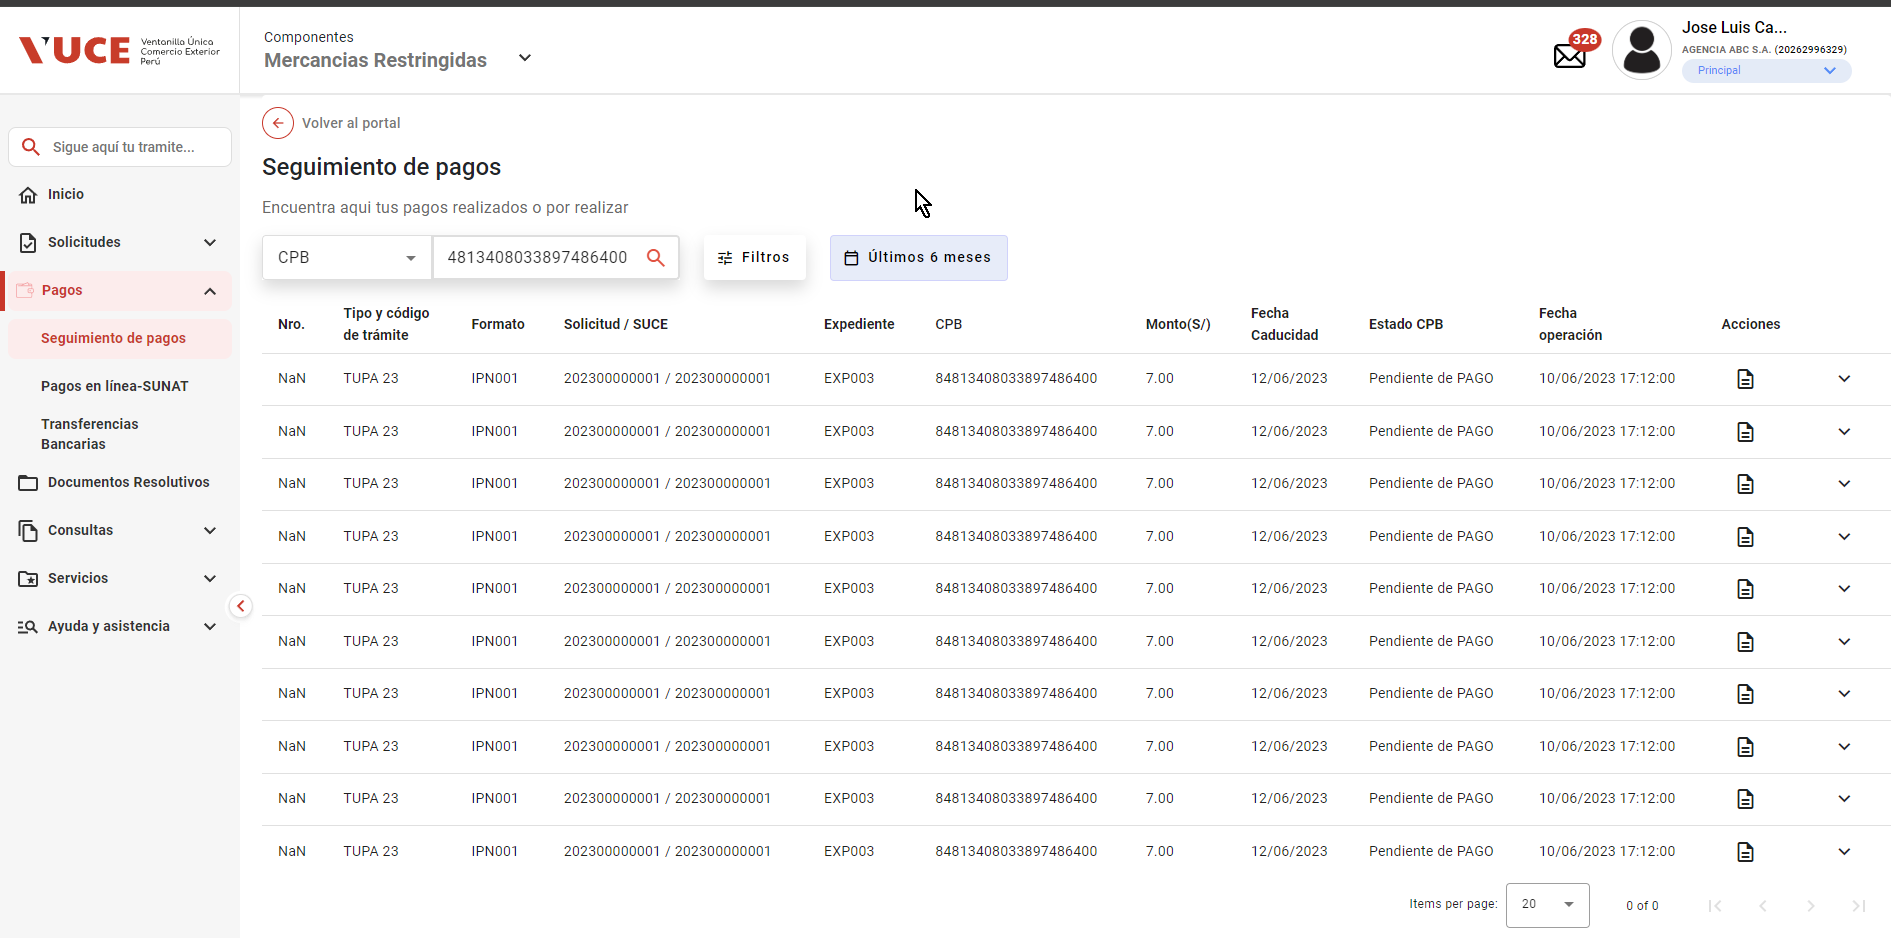 VUCE
Ventanilla Única
Comercio Exterior
Perú
Componentes
Mercancias Restringidas
328
Jose Luis Ca...
AGENCIA ABC S.A. (20262996329)
Principal
Sigue aquí tu tramite...
Inicio
Solicitudes
Pagos
Seguimiento de pagos
Pagos en línea-SUNAT
Transferencias
Bancarias
Documentos Resolutivos
Consultas
Servicios
Ayuda y asistencia
Volver al portal
Seguimiento de pagos
Encuentra aqui tus pagos realizados o por realizar
CPB 4813408033897486400 Filtros Últimos 6 meses
Nro. Tipo y código de trámite Formato Solicitud / SUCE Expediente CPB Monto(S/) Fecha Caducidad Estado CPB Fecha operación Acciones
NaN TUPA 23 IPN001 202300000001 / 202300000001 EXP003 84813408033897486400 7.00 12/06/2023 Pendiente de PAGO 10/06/2023 17:12:00
NaN TUPA 23 IPN001 202300000001 / 202300000001 EXP003 84813408033897486400 7.00 12/06/2023 Pendiente de PAGO 10/06/2023 17:12:00
NaN TUPA 23 IPN001 202300000001 / 202300000001 EXP003 84813408033897486400 7.00 12/06/2023 Pendiente de PAGO 10/06/2023 17:12:00
NaN TUPA 23 IPN001 202300000001 / 202300000001 EXP003 84813408033897486400 7.00 12/06/2023 Pendiente de PAGO 10/06/2023 17:12:00
NaN TUPA 23 IPN001 202300000001 / 202300000001 EXP003 84813408033897486400 7.00 12/06/2023 Pendiente de PAGO 10/06/2023 17:12:00
NaN TUPA 23 IPN001 202300000001 / 202300000001 EXP003 84813408033897486400 7.00 12/06/2023 Pendiente de PAGO 10/06/2023 17:12:00
NaN TUPA 23 IPN001 202300000001 / 202300000001 EXP003 84813408033897486400 7.00 12/06/2023 Pendiente de PAGO 10/06/2023 17:12:00
NaN TUPA 23 IPN001 202300000001 / 202300000001 EXP003 84813408033897486400 7.00 12/06/2023 Pendiente de PAGO 10/06/2023 17:12:00
NaN TUPA 23 IPN001 202300000001 / 202300000001 EXP003 84813408033897486400 7.00 12/06/2023 Pendiente de PAGO 10/06/2023 17:12:00
NaN TUPA 23 IPN001 202300000001 / 202300000001 EXP003 84813408033897486400 7.00 12/06/2023 Pendiente de PAGO 10/06/2023 17:12:00
Items per page: 20 0 of 0